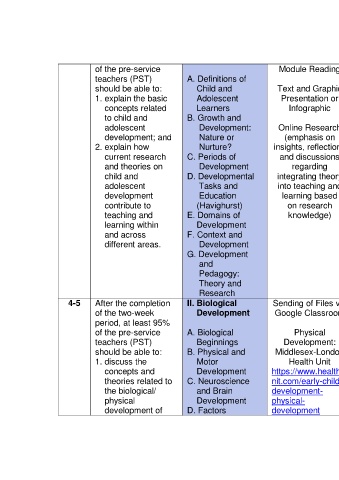 of the pre-service
teachers (PST)
should be able to:
1. explain the basic
concepts related
to child and
adolescent
development; and
2. explain how
current research
and theories on
child and
adolescent
development
contribute to
teaching and
learning within
and across
different areas.
A. Definitions of
Child and
Adolescent
Learners
B. Growth and
Development:
Nature or
Nurture?
C. Periods of
Development
D. Developmental
Tasks and
Education
(Havighurst)
E. Domains of
Development
F. Context and
Development
G. Development
and
Pedagogy:
Theory and
Research
Module Reading
Text and Graphi
Presentation or
Infographic
Online Research
(emphasis on
insights, reflection
and discussions
regarding
integrating theory
into teaching and
learning based
on research
knowledge)
4-5
After the completion
of the two-week
period, at least 95%
of the pre-service
teachers (PST)
should be able to:
1. discuss the
concepts and
theories related to
the biological/
physical
development of
II. Biological
Development
A. Biological
Beginnings
B. Physical and
Motor
Development
C. Neuroscience
and Brain
Development
D. Factors
Sending of Files v
Google Classroom
Physical
Development:
Middlesex-London
Health Unit
https://www.health
nit.com/early-child
development-
physical-
development